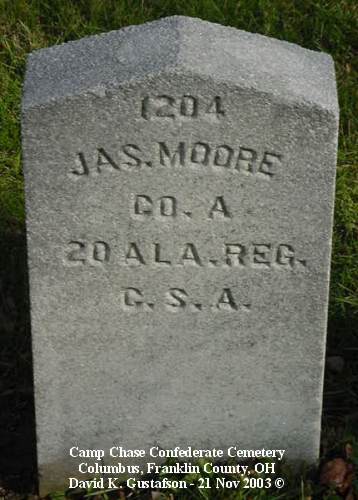 1204
JAS. MOORE
CO. A
20 ALA. REG.
C. S. A.
Camp Chase Confederate Cemetery
Columbus, Franklin County, OH
David K. Gustafson - 21 Nov 2003 ©